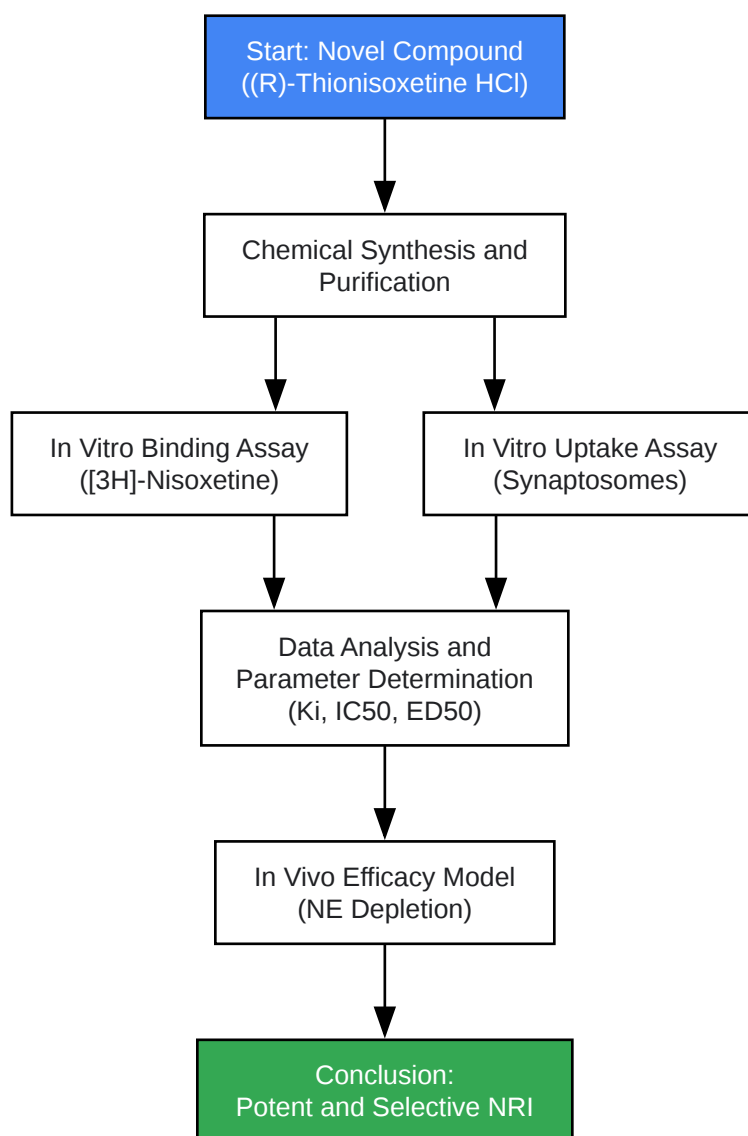 Start: Novel Compound
((R)-Thionisoxetine HCl)
Chemical Synthesis and
Purification
In Vitro Binding Assay
([3H]-Nisoxetine)
In Vitro Uptake Assay
(Synaptosomes)
Data Analysis and
Parameter Determination
(Ki, IC50, ED50)
In Vivo Efficacy Model
(NE Depletion)
Conclusion:
Potent and Selective NRI